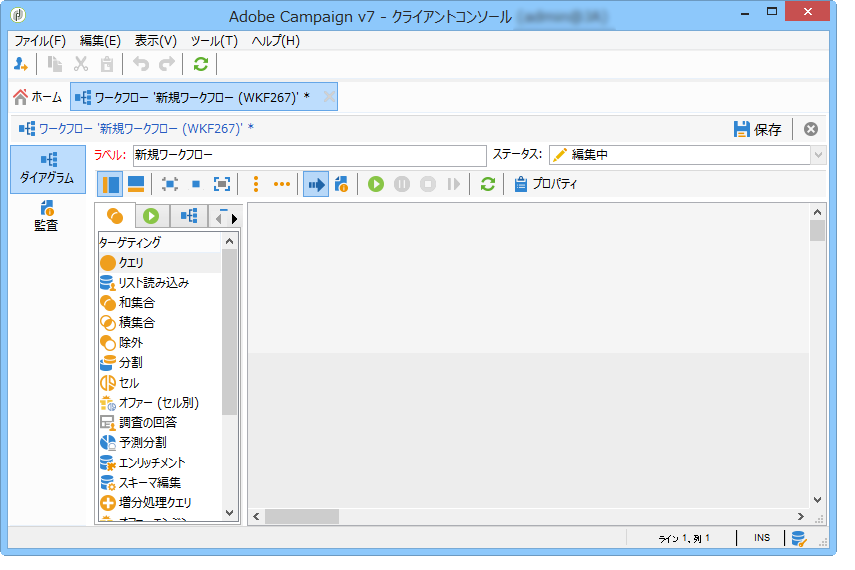 Adobe Campaign v7 - クライアントコンソール
ファイル(F) 編集(E) 表示(V) ツール(T) ヘルプ(H)
ホーム ワークフロー '新規ワークフロー (WKF267)' *
ワークフロー '新規ワークフロー (WKF267)' * 保存
ダイアグラム
監査
ラベル: 新規ワークフロー ステータス: 編集中
プロパティ
ターゲティング
クエリ
リスト読み込み
和集合
積集合
除外
分割
セル
オファー (セル別)
調査の回答
予測分割
エンリッチメント
スキーマ編集
増分処理クエリ
ライン 1, 列 1 INS